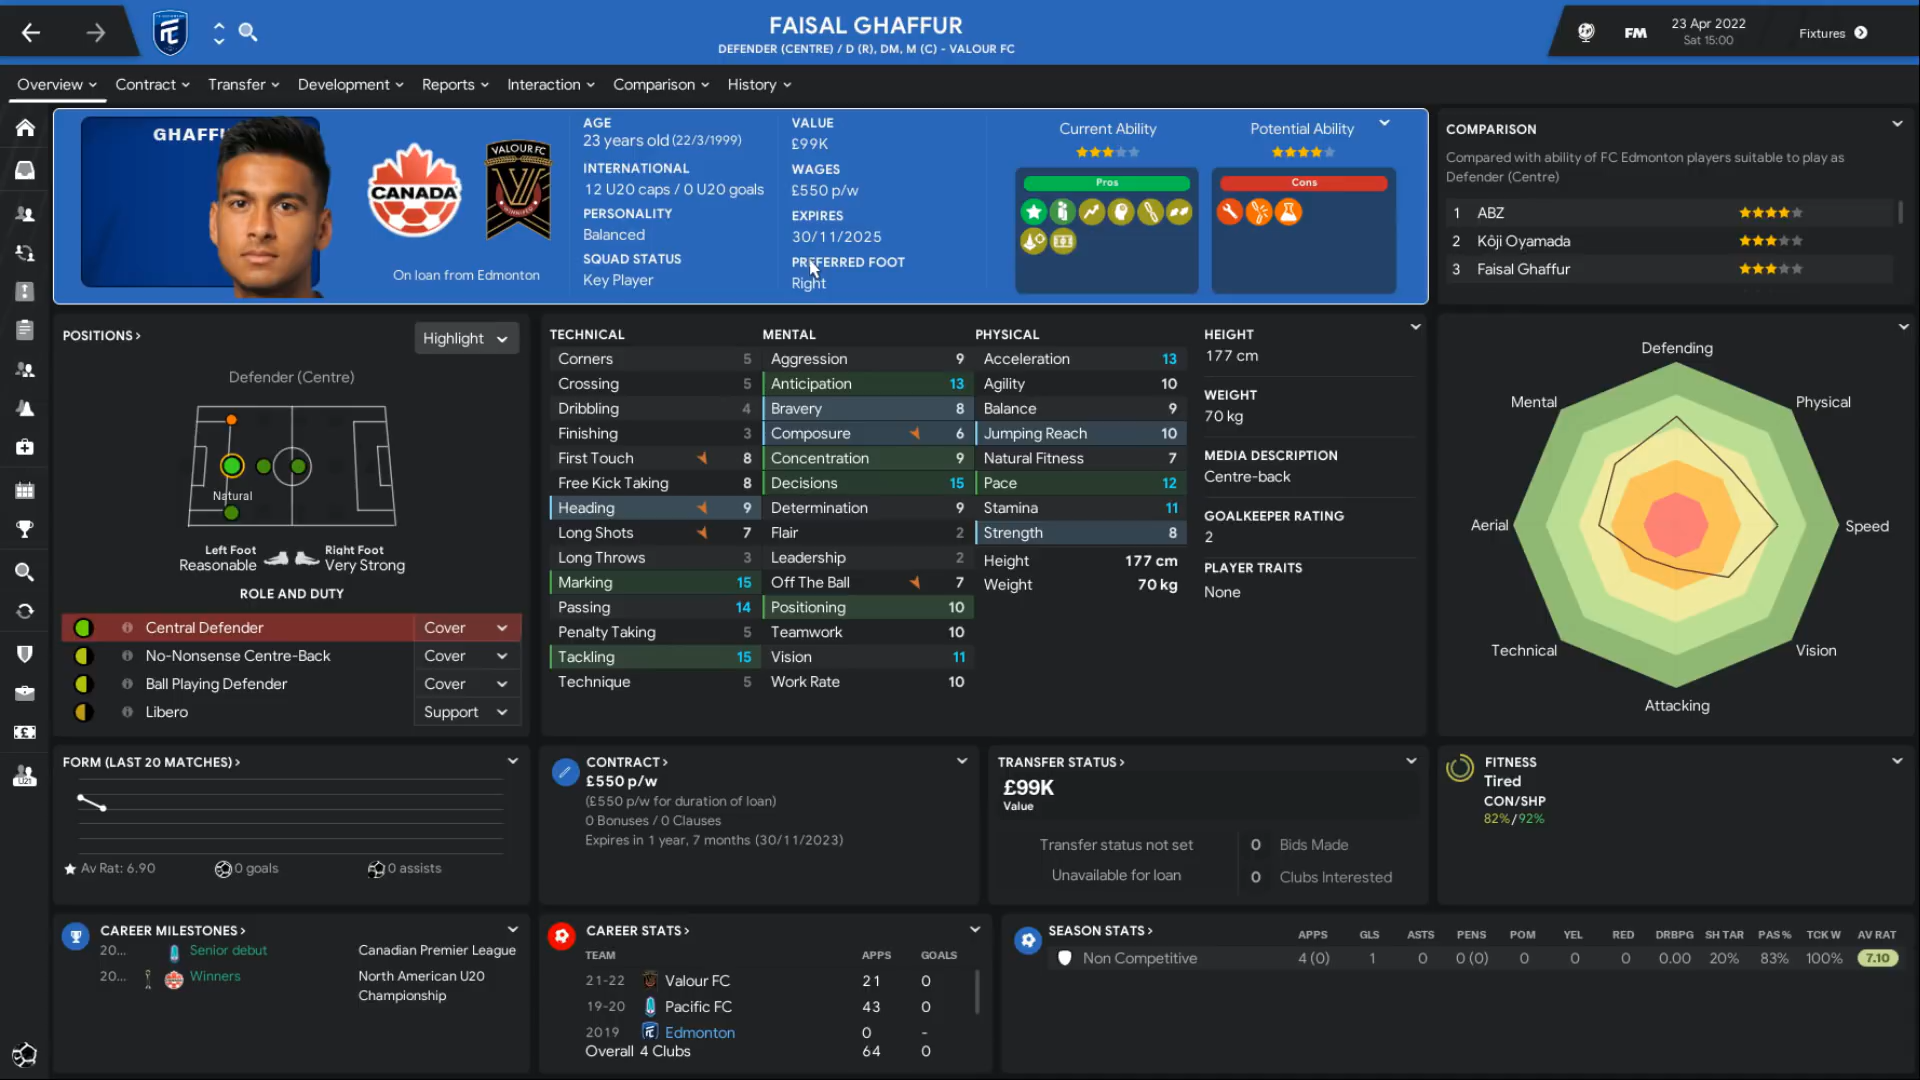 FAISAL GHAFFUR
DEFENDER (CENTRE) / D (R), DM, M (C) - VALOUR FC
FM
23 Apr 2022
Sat 15:00
Fixtures
Overview
Contract
Transfer
Development
Reports
Interaction
Comparison
History
GHAFFU
CANADA
VALOUR FC
WINNIPEG
On loan from Edmonton
AGE
23 years old (22/3/1999)
INTERNATIONAL
12 U20 caps / 0 U20 goals
PERSONALITY
Balanced
SQUAD STATUS
Key Player
VALUE
£99K
WAGES
£550 p/w
EXPIRES
30/11/2025
PREFERRED FOOT
Right
Current Ability
Pros
Potential Ability
Cons
COMPARISON
Compared with ability of FC Edmonton players suitable to play as
Defender (Centre)
1 ABZ
2 Kôji Oyamada
3 Faisal Ghaffur
POSITIONS
Highlight
Defender (Centre)
Natural
Left Foot
Reasonable
Right Foot
Very Strong
ROLE AND DUTY
Central Defender Cover
No-Nonsense Centre-Back Cover
Ball Playing Defender Cover
Libero Support
TECHNICAL
Corners 5
Crossing 5
Dribbling 4
Finishing 3
First Touch 8
Free Kick Taking 8
Heading 9
Long Shots 7
Long Throws 3
Marking 15
Passing 14
Penalty Taking 5
Tackling 15
Technique 5
MENTAL
Aggression 9
Anticipation 13
Bravery 8
Composure 6
Concentration 9
Decisions 15
Determination 9
Flair 2
Leadership 2
Off The Ball 7
Positioning 10
Teamwork 10
Vision 11
Work Rate 10
PHYSICAL
Acceleration 13
Agility 10
Balance 9
Jumping Reach 10
Natural Fitness 7
Pace 12
Stamina 11
Strength 8
Height 177 cm
Weight 70 kg
HEIGHT
177 cm
WEIGHT
70 kg
MEDIA DESCRIPTION
Centre-back
GOALKEEPER RATING
2
PLAYER TRAITS
None
Defending
Physical
Speed
Vision
Attacking
Technical
Aerial
Mental
FORM (LAST 20 MATCHES)
Av Rat: 6.90
0 goals
0 assists
CONTRACT
£550 p/w
(£550 p/w for duration of loan)
0 Bonuses / 0 Clauses
Expires in 1 year, 7 months (30/11/2023)
TRANSFER STATUS
£99K
Value
Transfer status not set
Unavailable for loan
0 Bids Made
0 Clubs Interested
FITNESS
Tired
CON/SHP
82%/92%
CAREER MILESTONES
20... Senior debut Canadian Premier League
20... Winners North American U20
Championship
CAREER STATS
TEAM APPS GOALS
21-22 Valour FC 21 0
19-20 Pacific FC 43 0
2019 Edmonton 0 -
Overall 4 Clubs 64 0
SEASON STATS
APPS GLS ASTS PENS POM YEL RED DRBPG SH TAR PAS % TCK W AV RAT
Non Competitive 4 (0) 1 0 0 (0) 0 0 0 0.00 20% 83% 100% 7.10